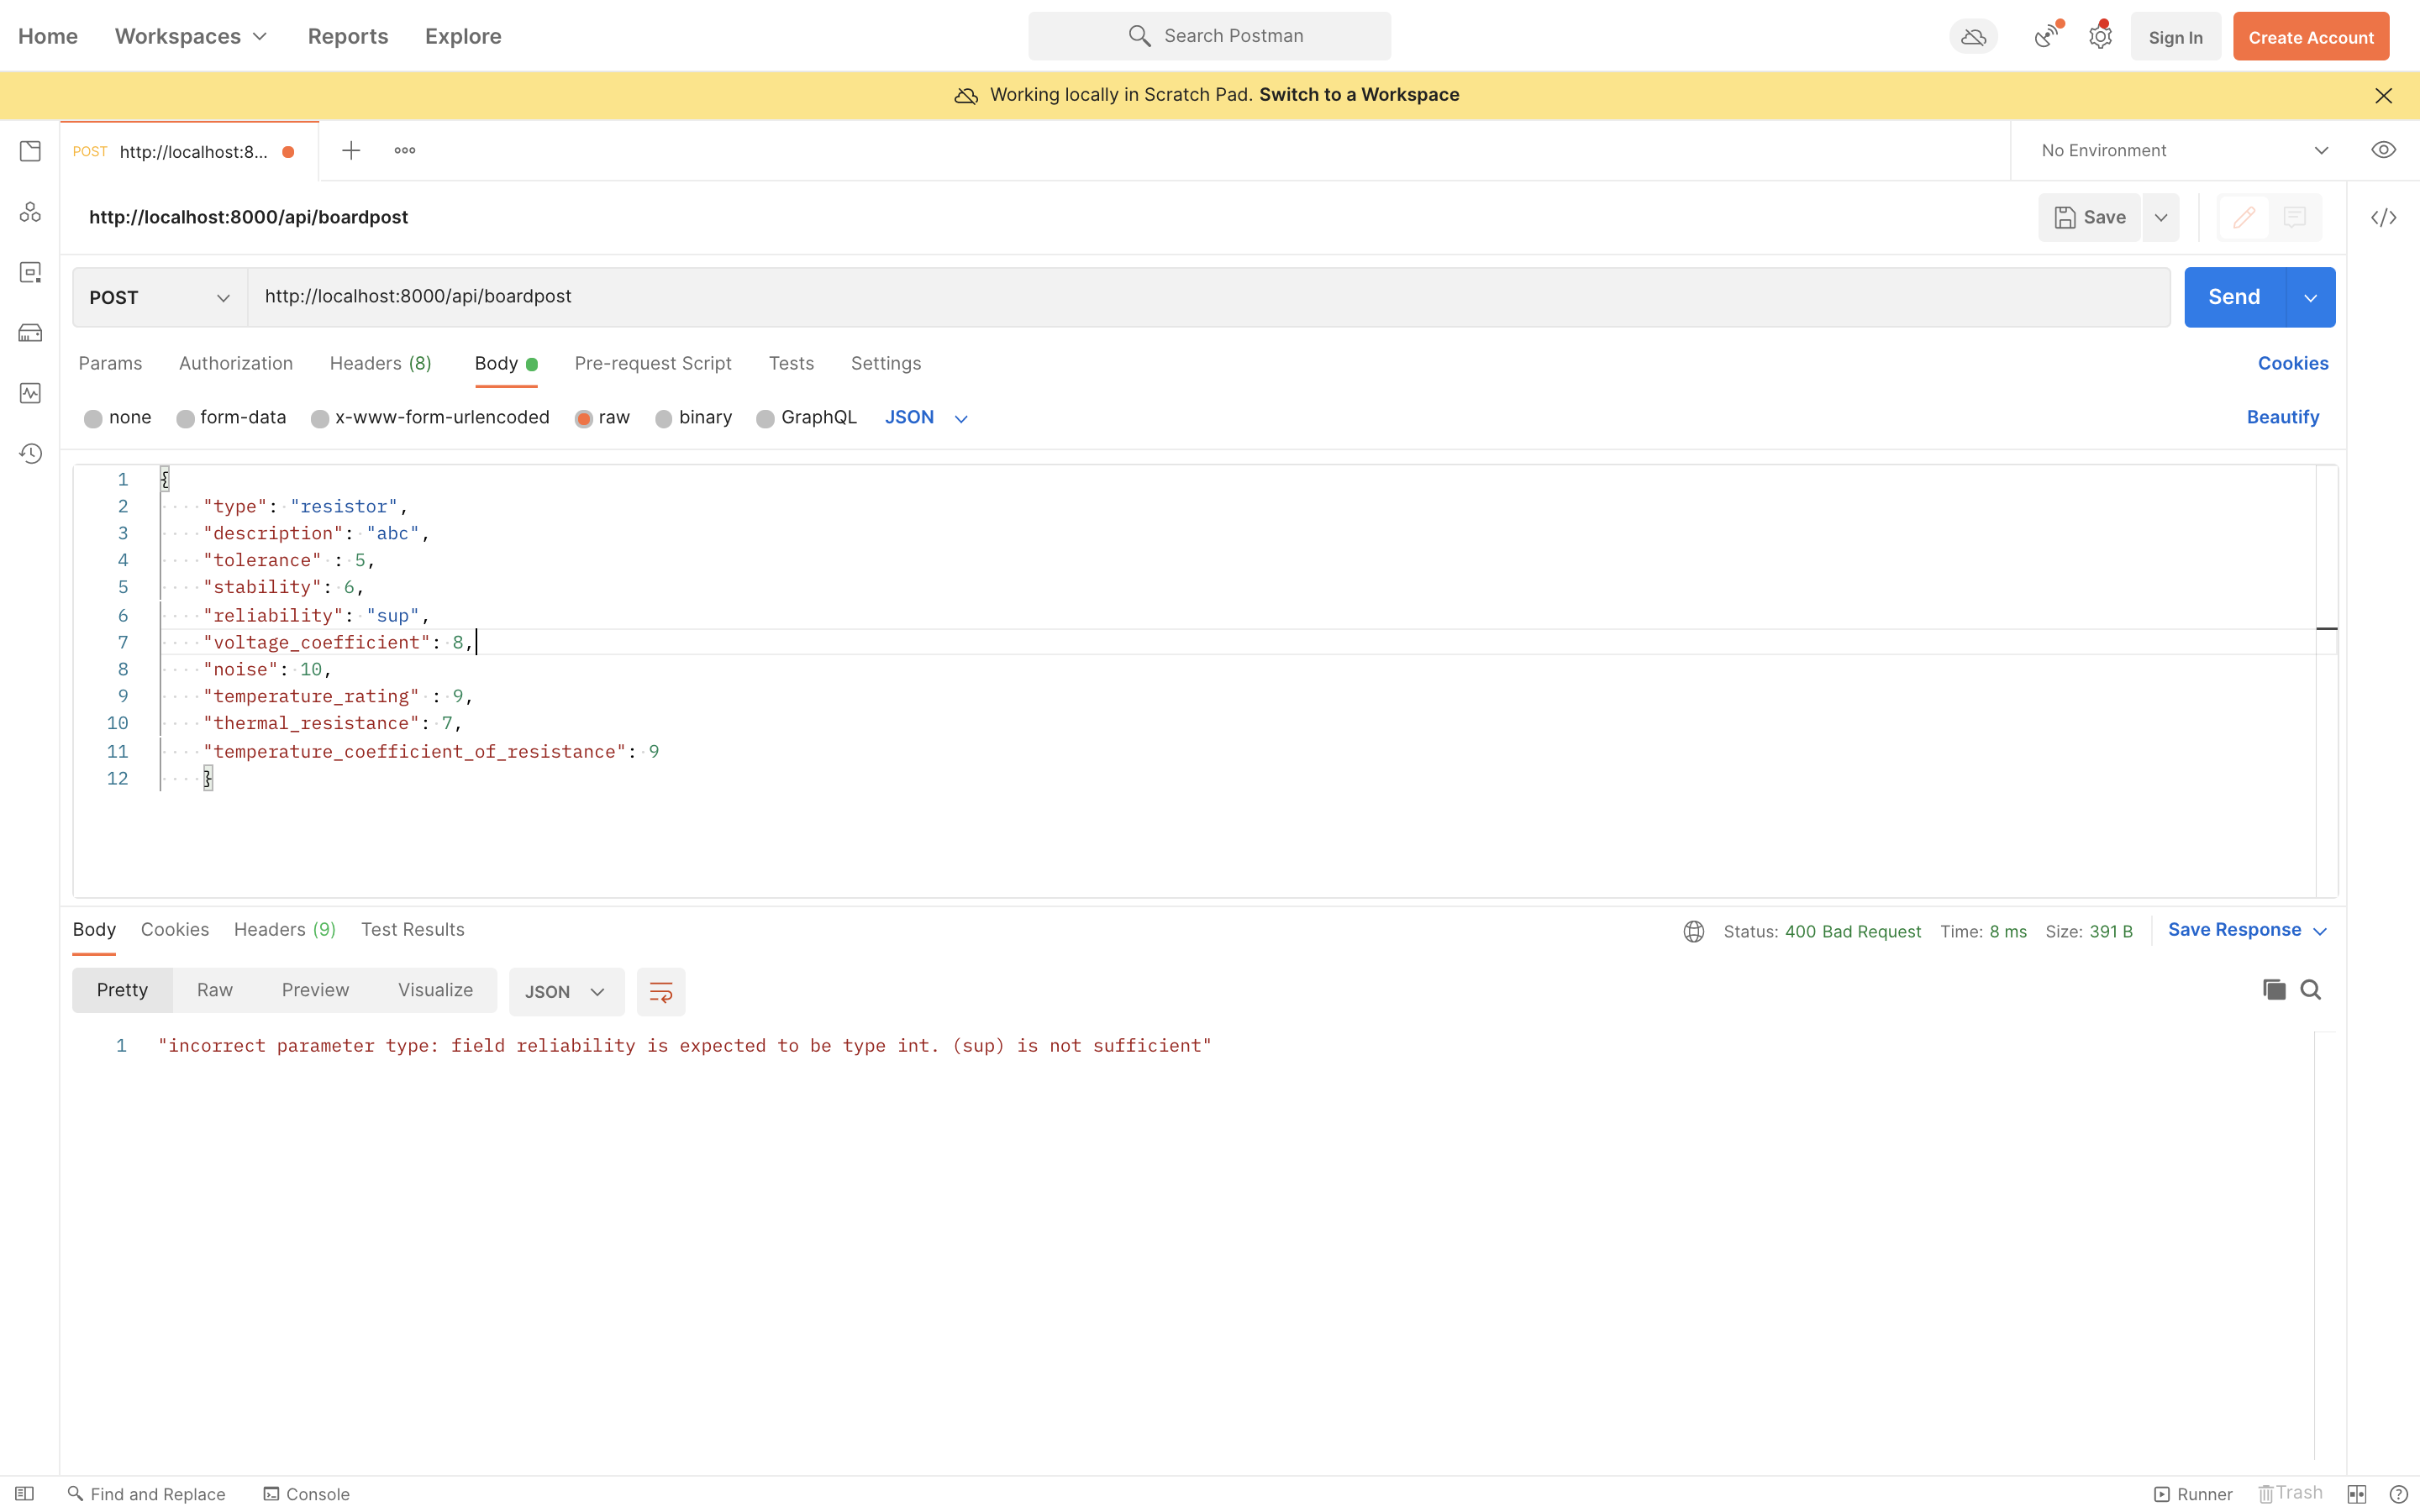 Home Workspaces Reports Explore Search Postman Sign In Create Account
Working locally in Scratch Pad. Switch to a Workspace
POST http://localhost:8... No Environment
http://localhost:8000/api/boardpost Save
POST http://localhost:8000/api/boardpost Send
Params Authorization Headers (8) Body Pre-request Script Tests Settings Cookies
none form-data x-www-form-urlencoded raw binary GraphQL JSON Beautify
1 {
2 "type": "resistor",
3 "description": "abc",
4 "tolerance" : 5,
5 "stability": 6,
6 "reliability": "sup",
7 "voltage_coefficient": 8,
8 "noise": 10,
9 "temperature_rating" : 9,
10 "thermal_resistance": 7,
11 "temperature_coefficient_of_resistance": 9
12 }
Body Cookies Headers (9) Test Results Status: 400 Bad Request Time: 8 ms Size: 391 B Save Response
Pretty Raw Preview Visualize JSON
1 "incorrect parameter type: field reliability is expected to be type int. (sup) is not sufficient"
Find and Replace Console Runner Trash